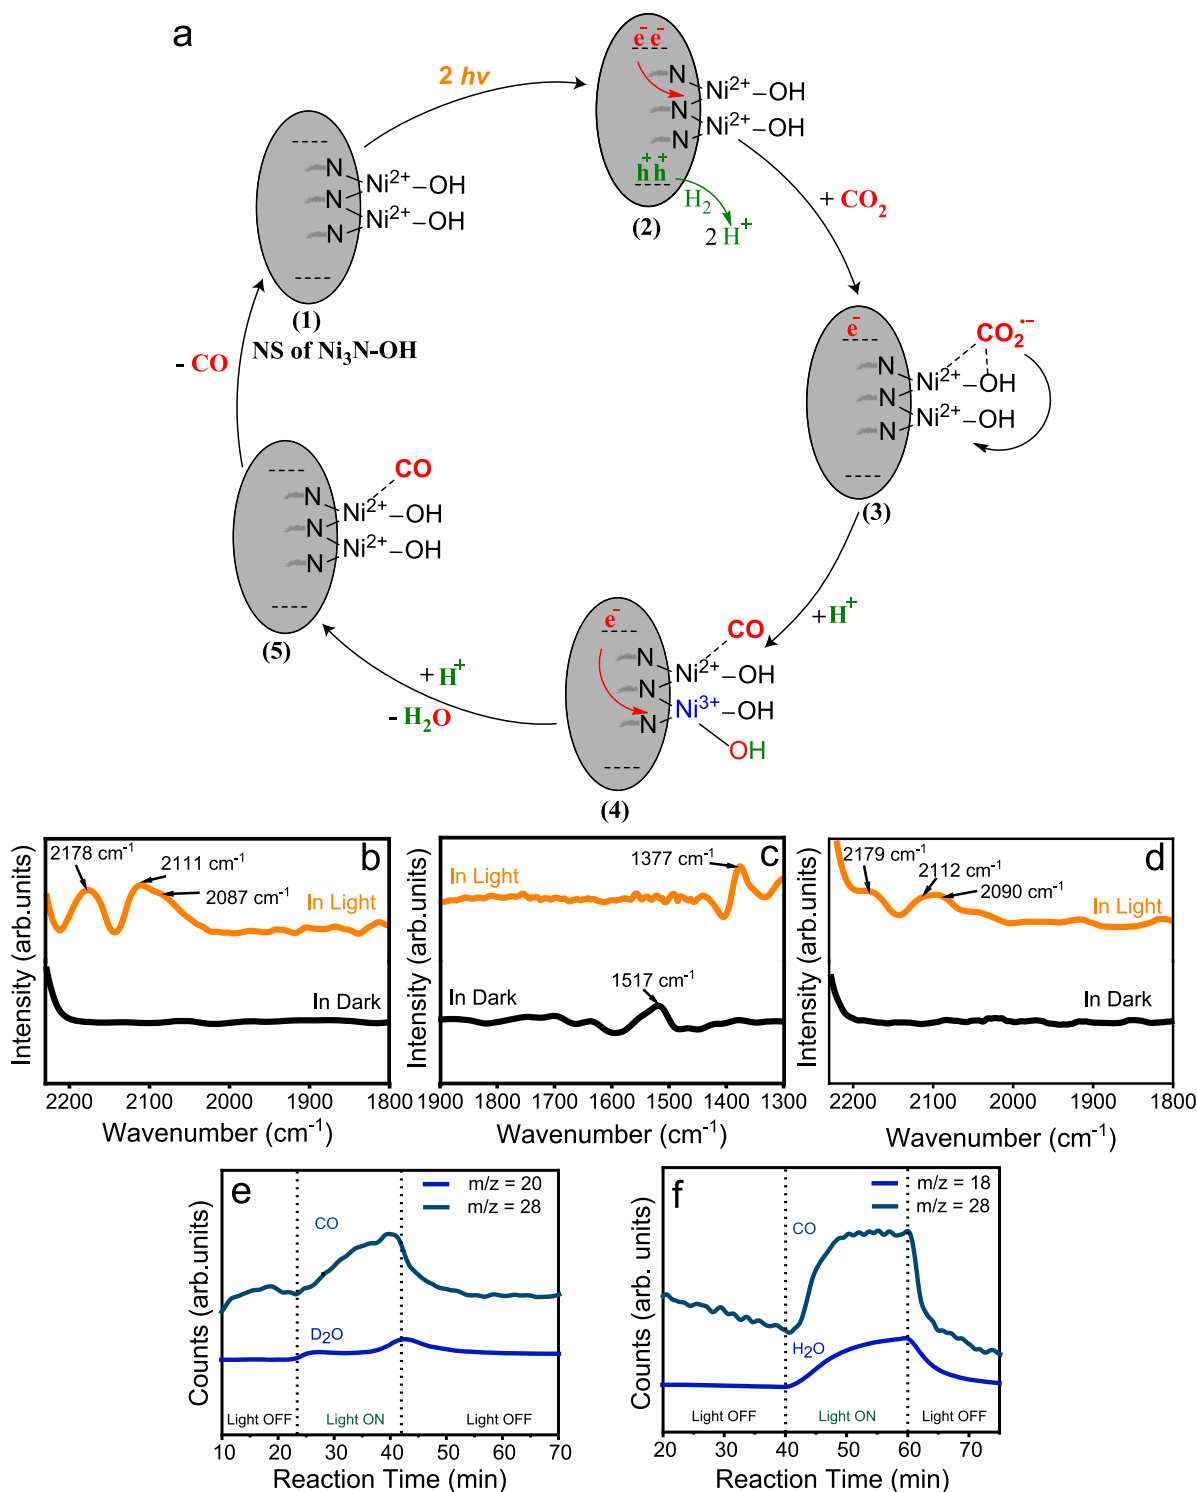 a
2 hν
e⁻ e⁻
N
N
N
Ni²⁺–OH
Ni²⁺–OH
h⁺ h⁺
H₂
2 H⁺
(2)
+ CO₂
N
N
N
Ni²⁺–OH
Ni²⁺–OH
(1)
NS of Ni₃N-OH
- CO
e⁻
CO₂•⁻
N
N
N
Ni²⁺–OH
Ni²⁺–OH
(3)
+H⁺
CO
N
N
N
Ni²⁺–OH
Ni²⁺–OH
(5)
e⁻
CO
N
N
N
Ni²⁺–OH
Ni³⁺–OH
OH
(4)
+ H⁺
- H₂O
b
2178 cm⁻¹
2111 cm⁻¹
2087 cm⁻¹
In Light
In Dark
Intensity (arb.units)
2200 2100 2000 1900 1800
Wavenumber (cm⁻¹)
c
1377 cm⁻¹
In Light
1517 cm⁻¹
In Dark
Intensity (arb.units)
1900 1800 1700 1600 1500 1400 1300
Wavenumber (cm⁻¹)
d
2179 cm⁻¹
2112 cm⁻¹
2090 cm⁻¹
In Light
In Dark
Intensity (arb.units)
2200 2100 2000 1900 1800
Wavenumber (cm⁻¹)
e
m/z = 20
m/z = 28
CO
D₂O
Light OFF Light ON Light OFF
Counts (arb.units)
10 20 30 40 50 60 70
Reaction Time (min)
f
m/z = 18
m/z = 28
CO
H₂O
Light OFF Light ON Light OFF
Counts (arb. units)
20 30 40 50 60 70
Reaction Time (min)